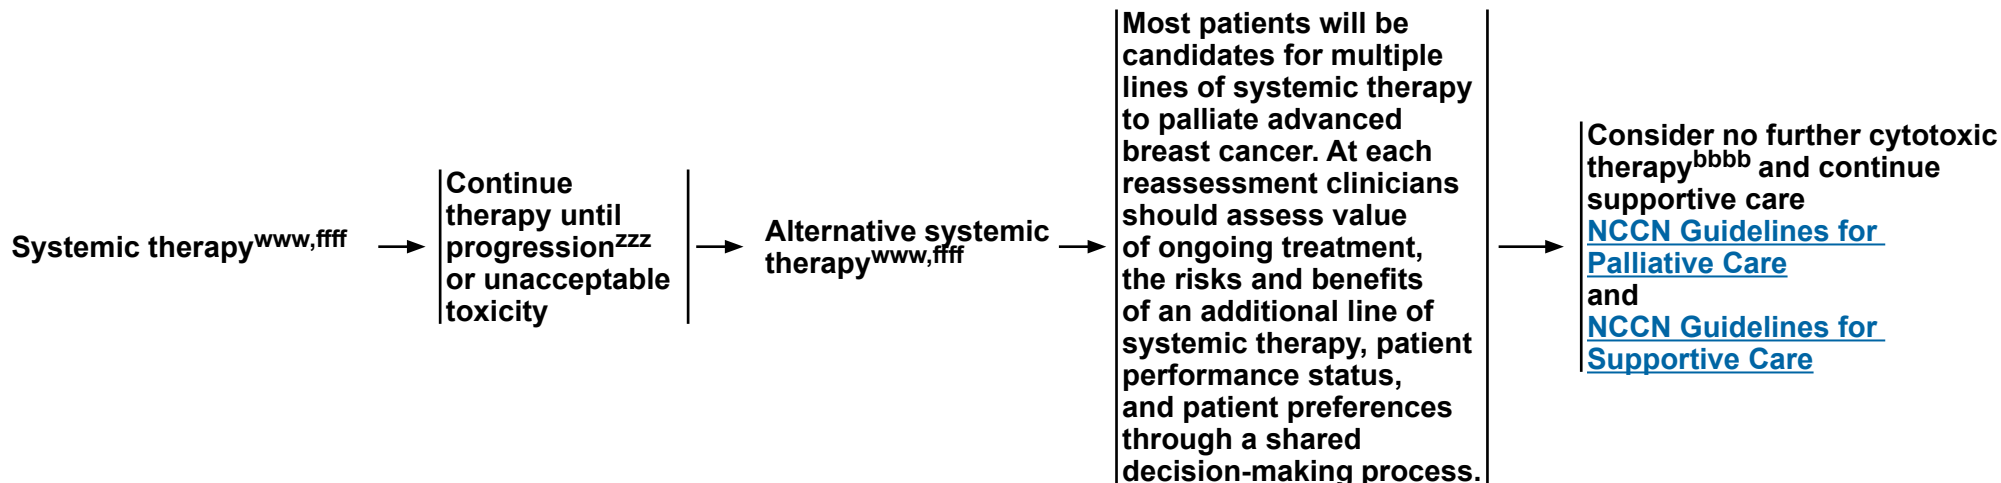 Systemic therapywww,ffff
Continue
therapy until
progressionzzz
or unacceptable
toxicity
Alternative systemic
therapywww,ffff
Most patients will be
candidates for multiple
lines of systemic therapy
to palliate advanced
breast cancer. At each
reassessment clinicians
should assess value
of ongoing treatment,
the risks and benefits
of an additional line of
systemic therapy, patient
performance status,
and patient preferences
through a shared
decision-making process.
Consider no further cytotoxic
therapybbbb and continue
supportive care
NCCN Guidelines for
Palliative Care
and
NCCN Guidelines for
Supportive Care